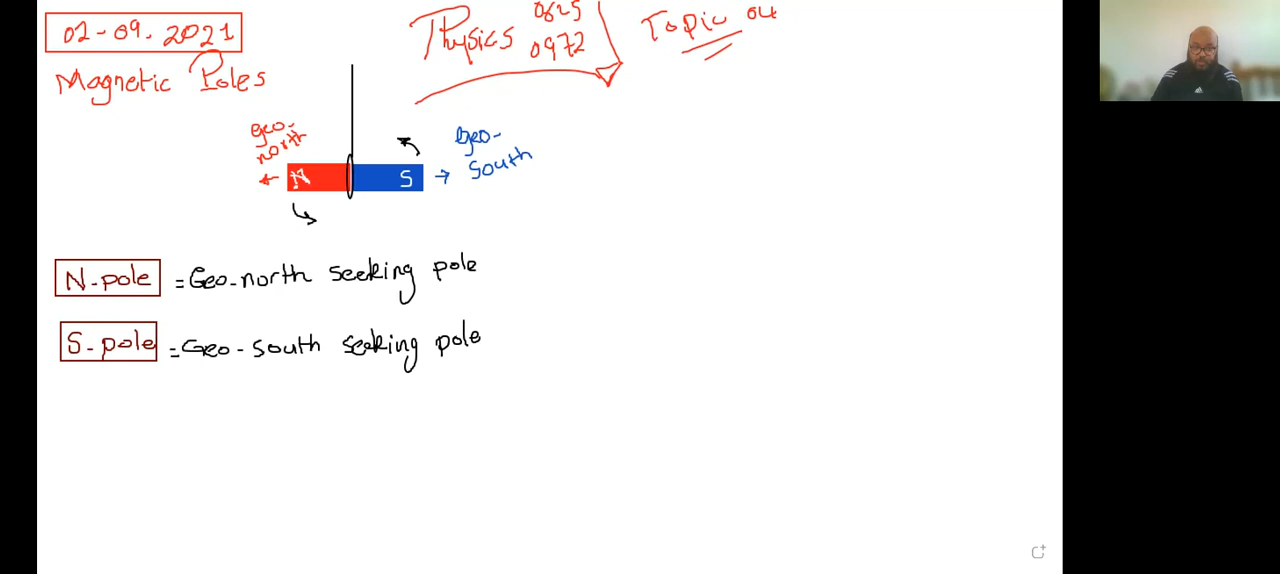 02-09.2021
Magnetic Poles
Physics 0625
0972
Topic 04
Geo-
north
N
S
Geo-
South
N-pole = Geo-north seeking pole
S-pole = Geo-south seeking pole